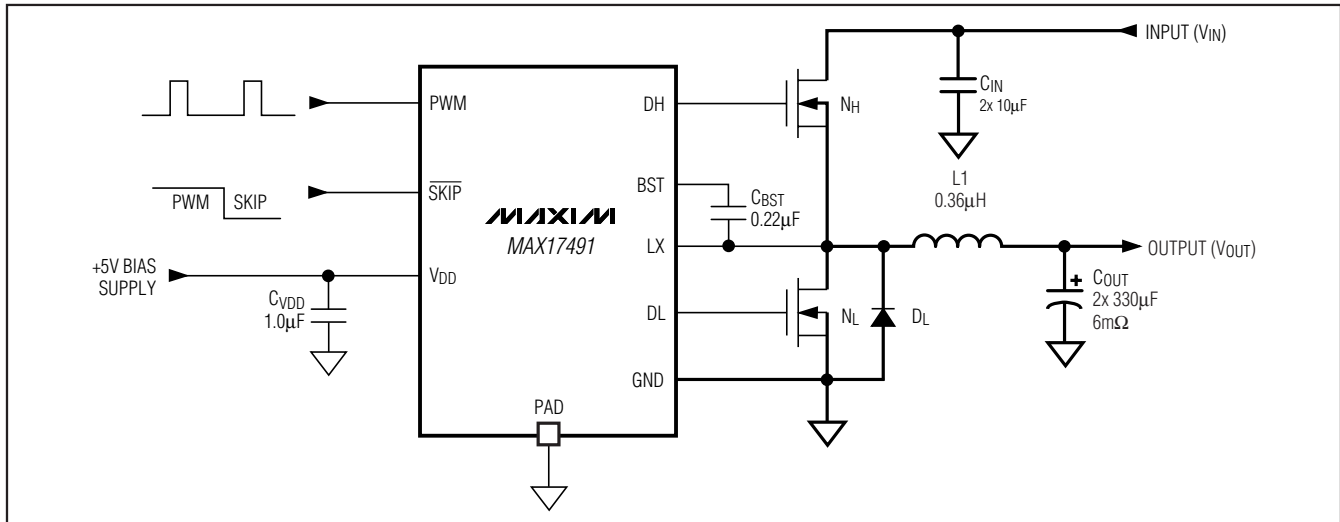 INPUT (VIN)
CIN
2x 10µF
PWM
DH
NH
L1
0.36µH
BST
CBST
0.22µF
PWM
SKIP
SKIP
MAXIM
MAX17491
LX
OUTPUT (VOUT)
+5V BIAS
SUPPLY
VDD
COUT
2x 330µF
6mΩ
+
CVDD
1.0µF
DL
NL
DL
GND
PAD